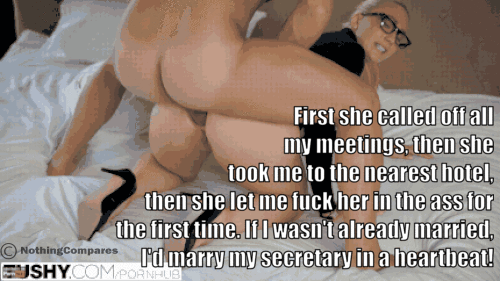 First she called off all
my meetings, then she
took me to the nearest hotel,
then she let me fuck her in the ass for
the first time. If I wasn't already married,
I'd marry my secretary in a heartbeat!
© NothingCompares
TUSHY.COM/PORNHUB